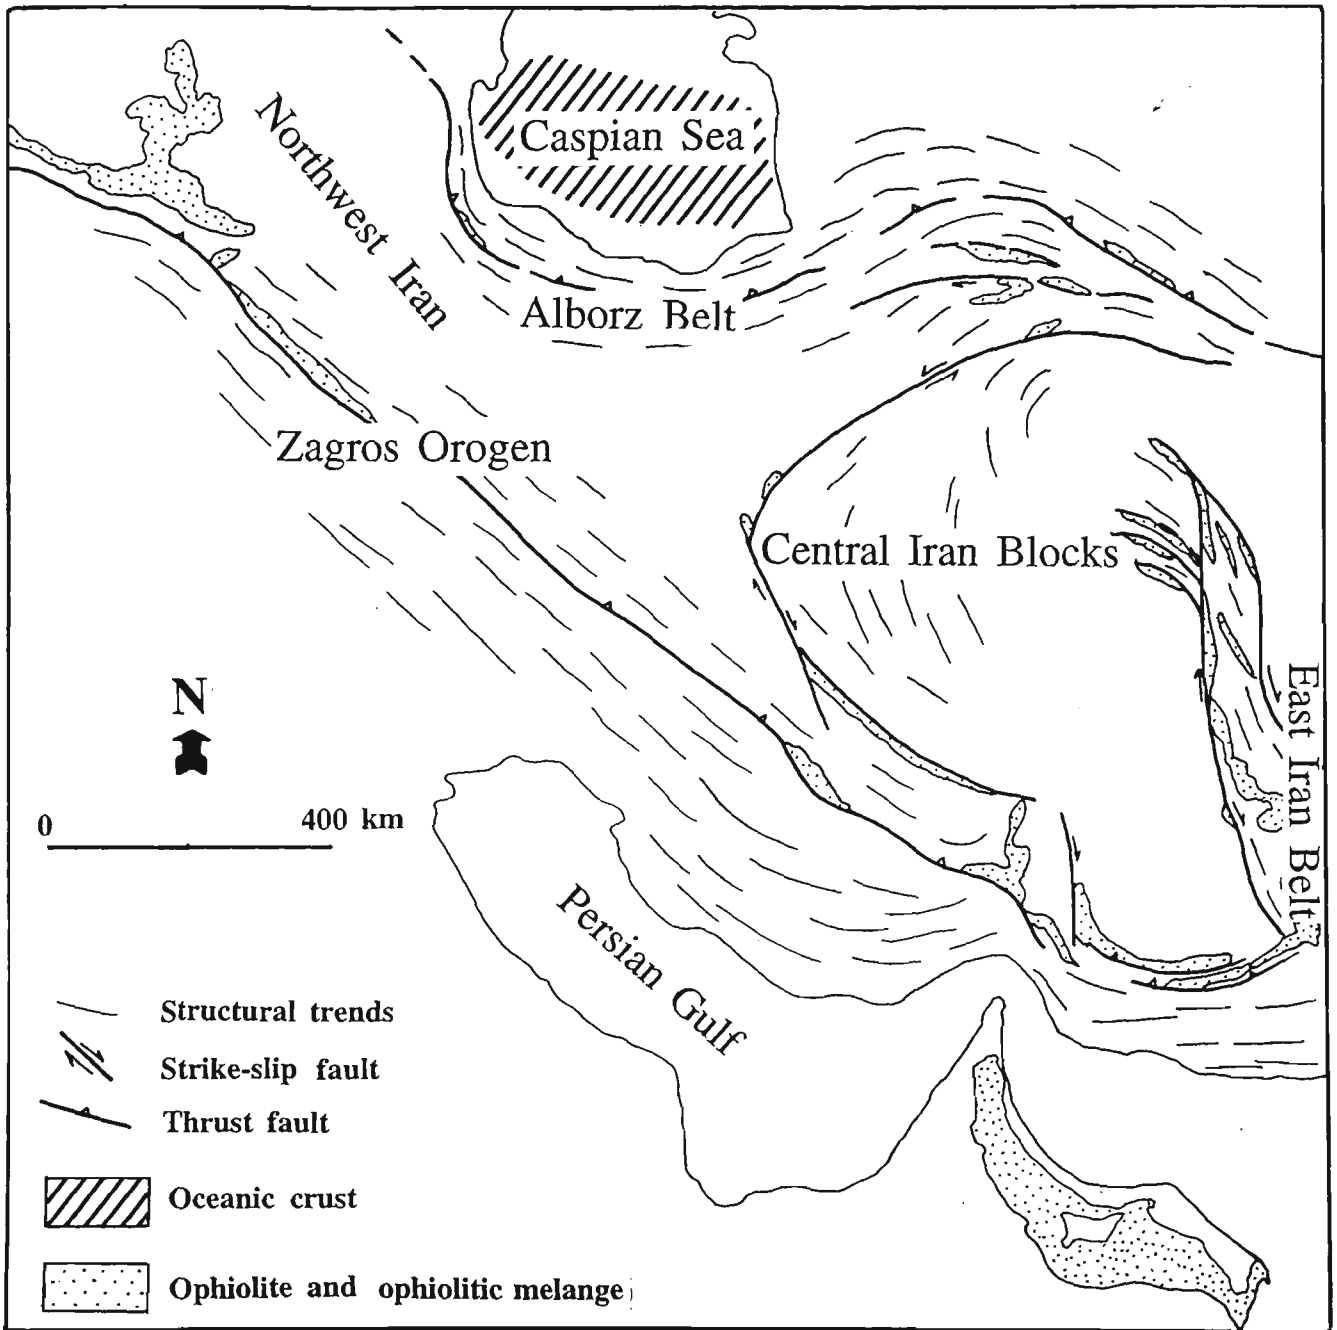 Caspian Sea
Northwest Iran
Alborz Belt
Zagros Orogen
Central Iran Blocks
East Iran Belt
N
0 400 km
Persian Gulf
Structural trends
Strike-slip fault
Thrust fault
Oceanic crust
Ophiolite and ophiolitic melange